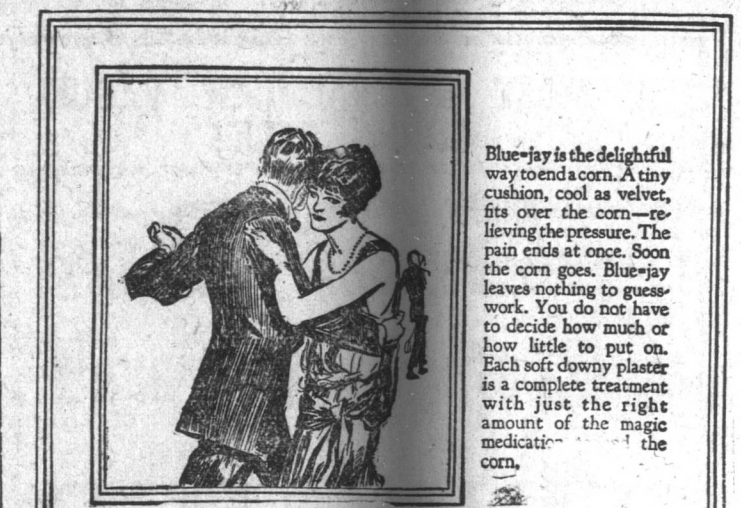 Blue-jay is the delightful
way to end a corn. A tiny
cushion, cool as velvet,
fits over the corn—re-
lieving the pressure. The
pain ends at once. Soon
the corn goes. Blue-jay
leaves nothing to guess-
work. You do not have
to decide how much or
how little to put on.
Each soft downy plaster
is a complete treatment
with just the right
amount of the magic
the
corn.